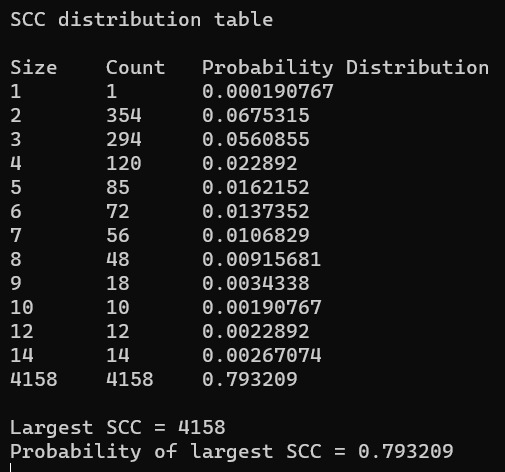 SCC distribution table
Size Count Probability Distribution
1 1 0.000190767
2 354 0.0675315
3 294 0.0560855
4 120 0.022892
5 85 0.0162152
6 72 0.0137352
7 56 0.0106829
8 48 0.00915681
9 18 0.0034338
10 10 0.00190767
12 12 0.0022892
14 14 0.00267074
4158 4158 0.793209
Largest SCC = 4158
Probability of largest SCC = 0.793209